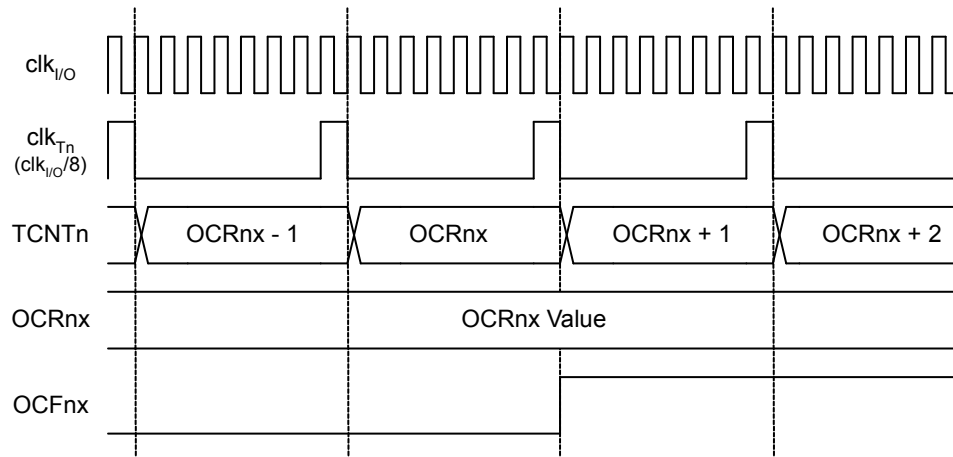 clkI/O
clkTn
(clkI/O/8)
TCNTn OCRnx - 1 OCRnx OCRnx + 1 OCRnx + 2
OCRnx OCRnx Value
OCFnx